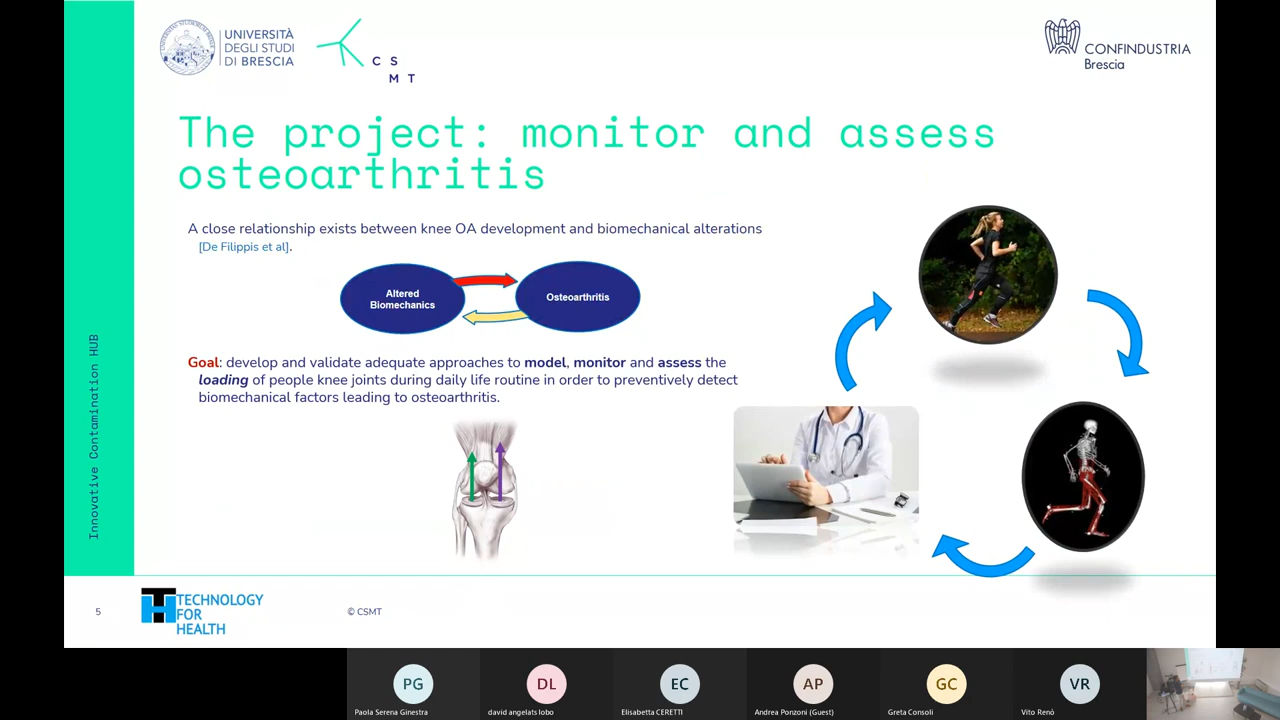 UNIVERSITÀ
DEGLI STUDI
DI BRESCIA
C S
M T
CONFINDUSTRIA
Brescia
The project: monitor and assess
osteoarthritis
A close relationship exists between knee OA development and biomechanical alterations
[De Filippis et al].
Altered
Biomechanics
Osteoarthritis
Goal: develop and validate adequate approaches to model, monitor and assess the
loading of people knee joints during daily life routine in order to preventively detect
biomechanical factors leading to osteoarthritis.
Innovative Contamination HUB
5
TECHNOLOGY
FOR
HEALTH
© CSMT
PG
DL
EC
AP
GC
VR
Paola Serena Ginestra
david angelats lobo
Elisabetta CERETTI
Andrea Ponzoni (Guest)
Greta Consoli
Vito Renò